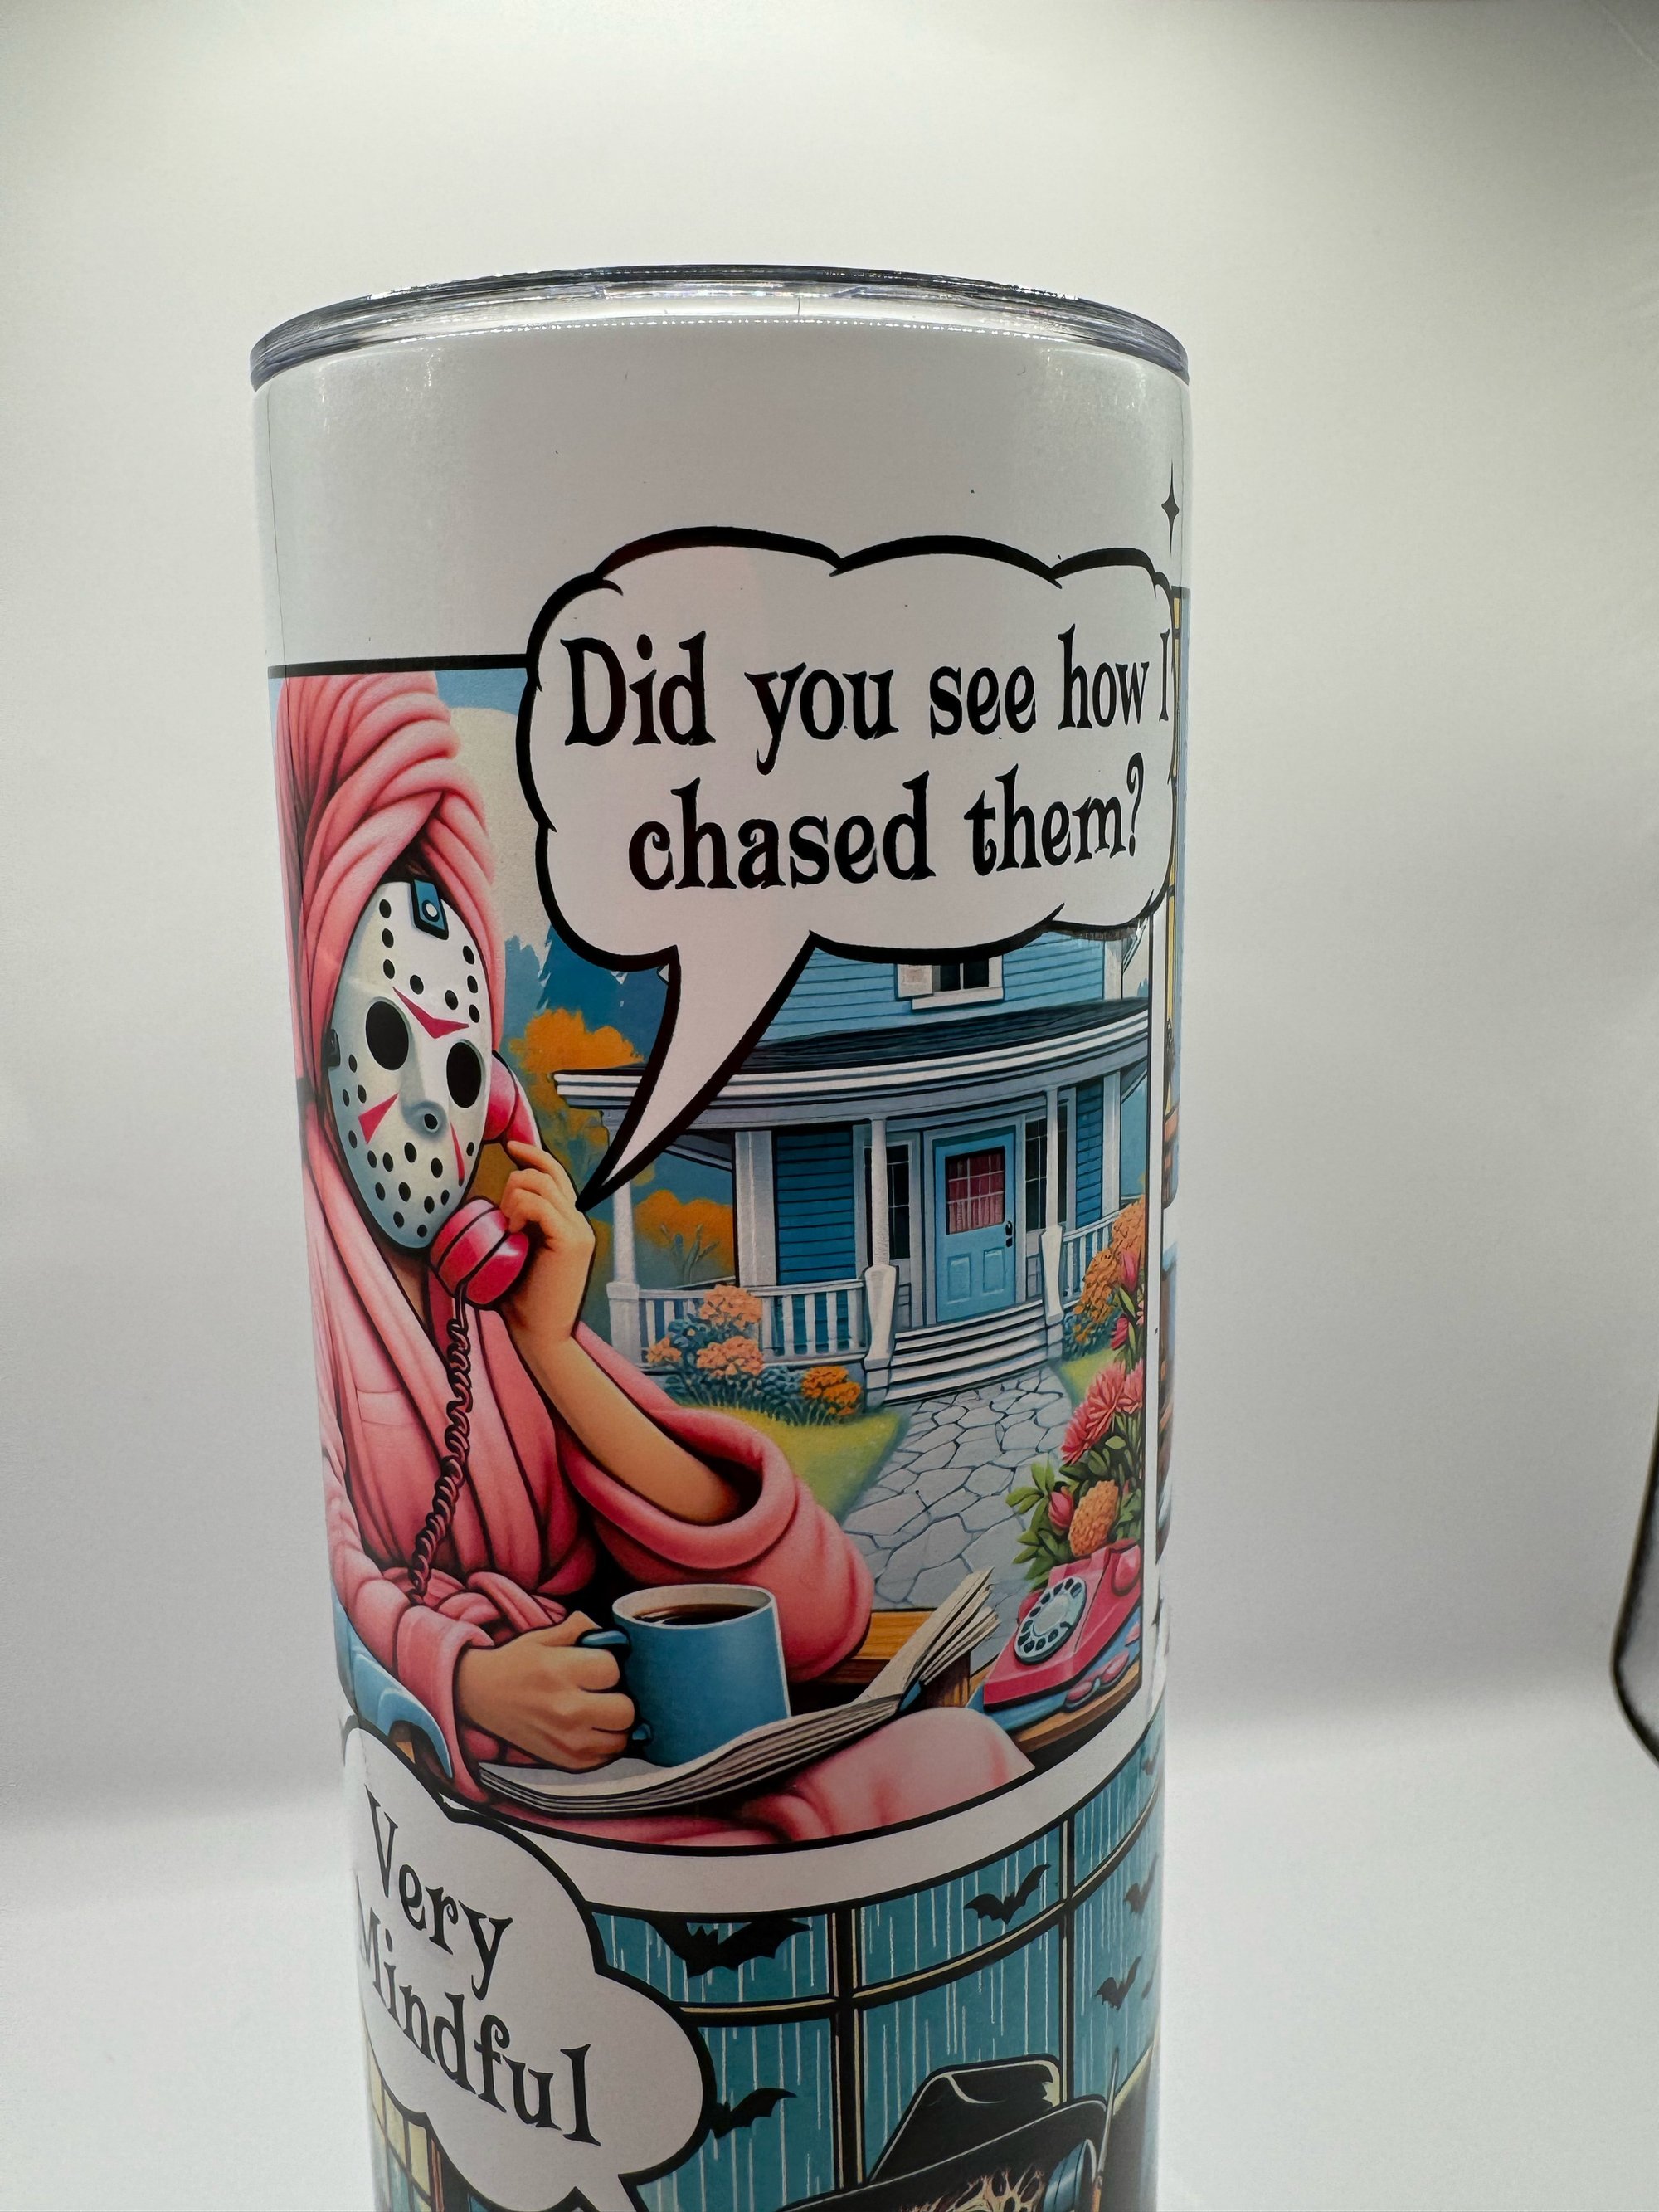 Did you see how I
chased them?
Very
Mindful